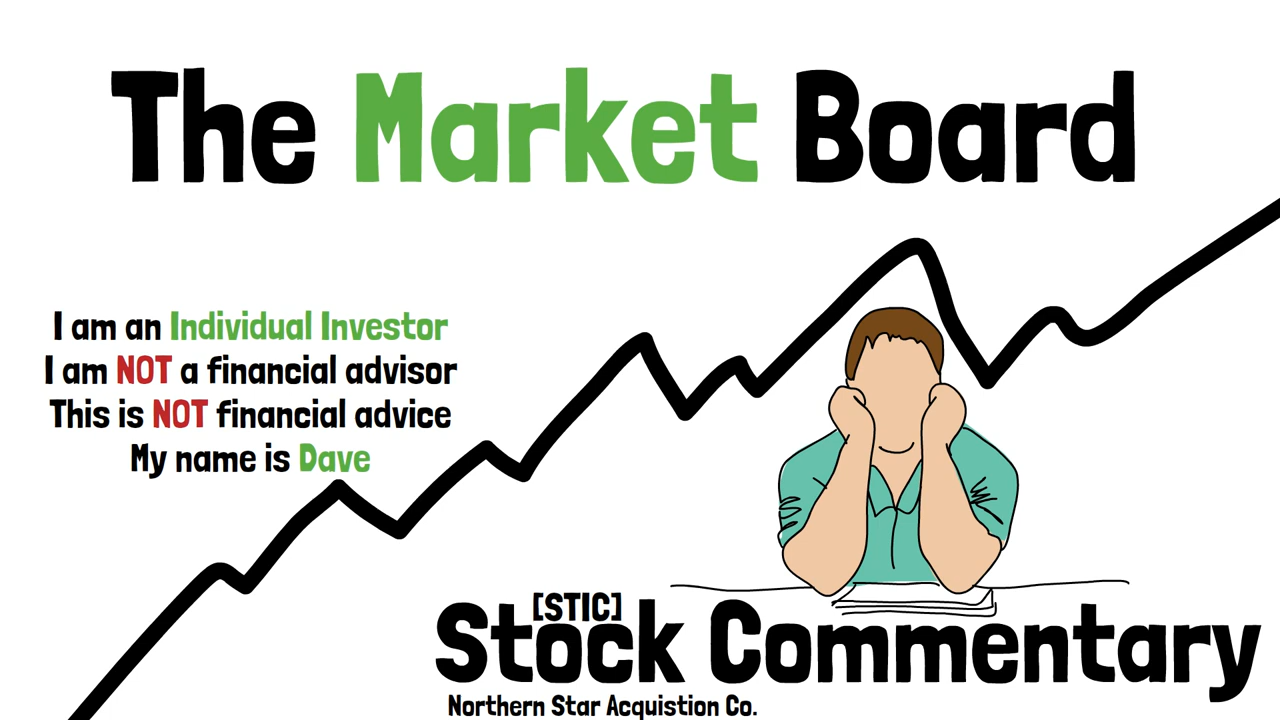 The Market Board
I am an Individual Investor
I am NOT a financial advisor
This is NOT financial advice
My name is Dave
[STIC]
Stock Commentary
Northern Star Acquistion Co.